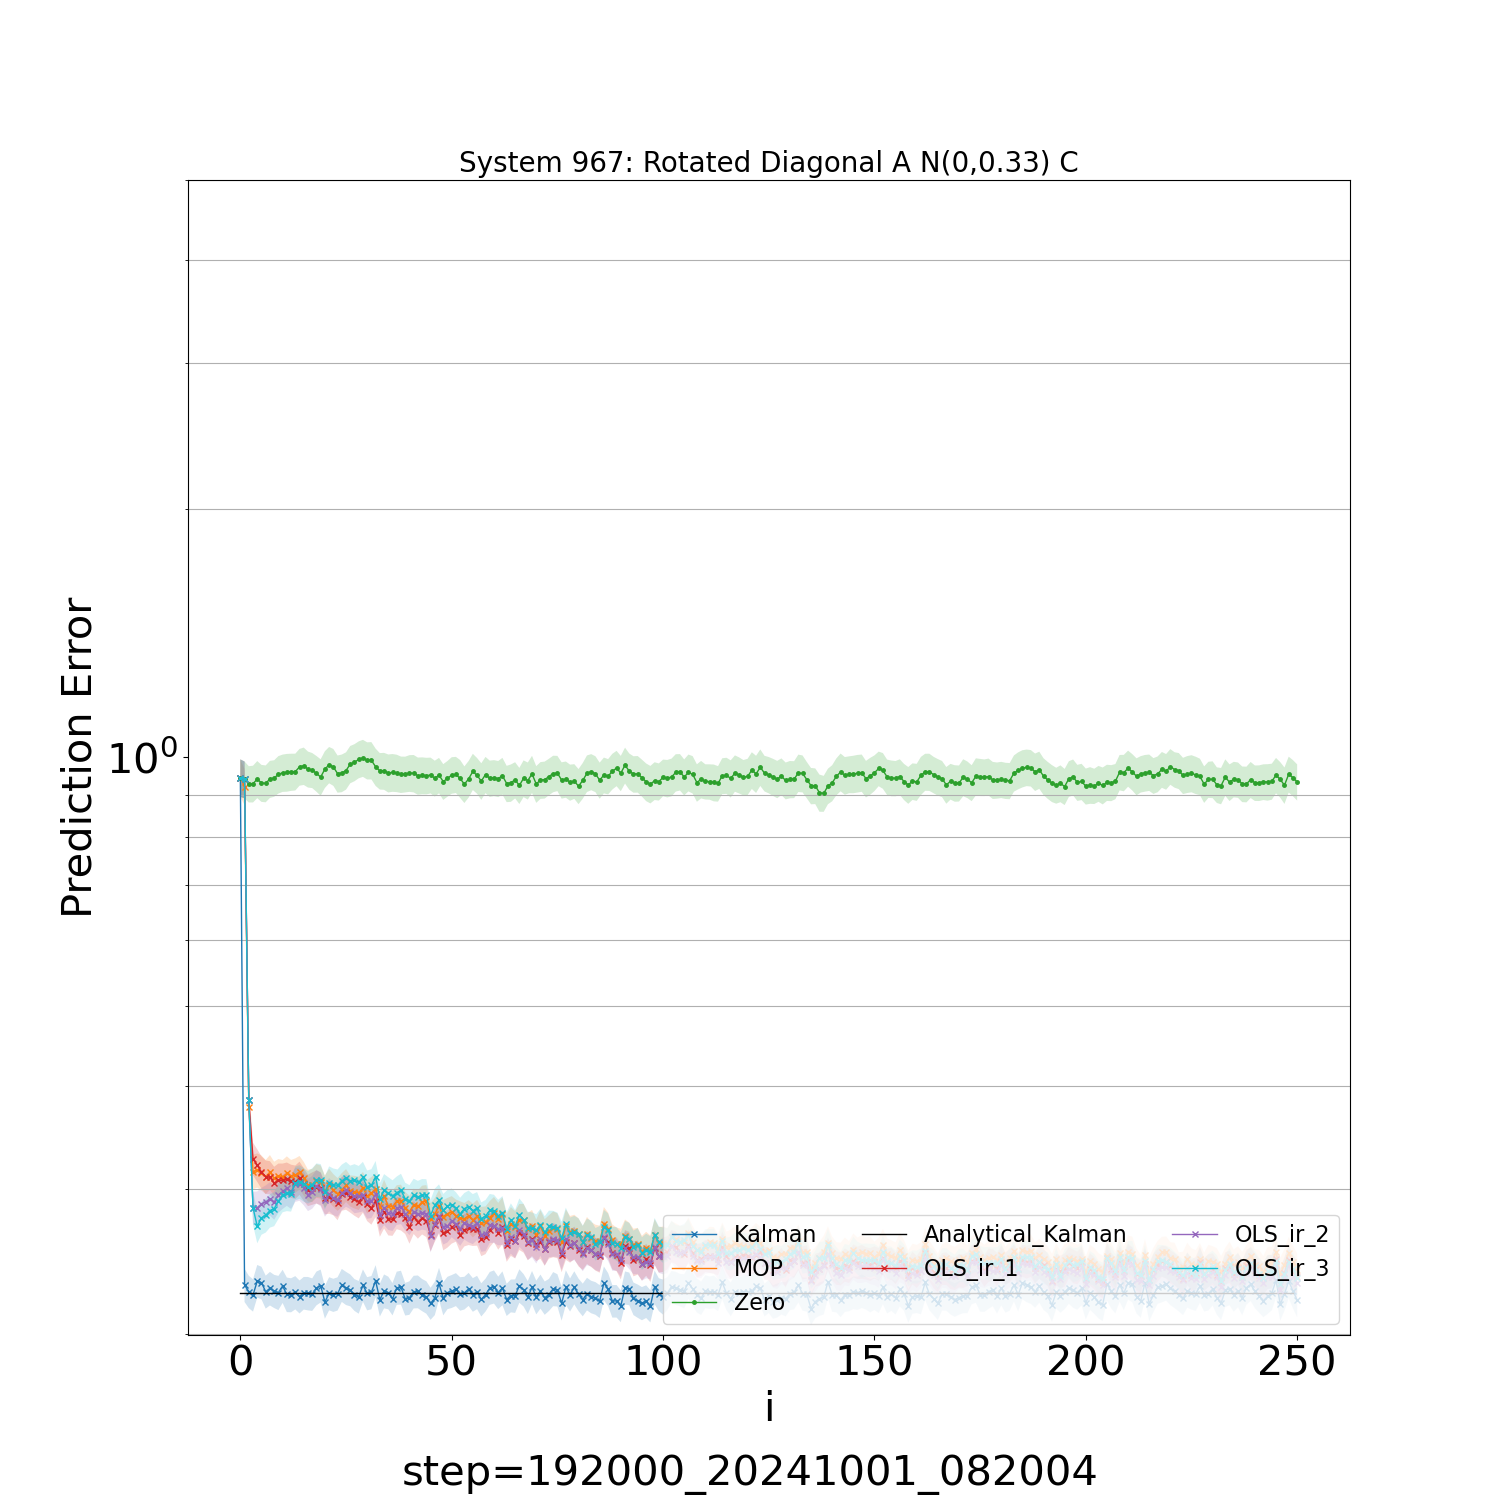 System 967: Rotated Diagonal A N(0,0.33) C
Prediction Error
10⁰
Kalman
MOP
Zero
Analytical_Kalman
OLS_ir_1
OLS_ir_2
OLS_ir_3
0 50 100 150 200 250
i
step=192000_20241001_082004